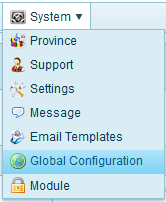 System
Province
Support
Settings
Message
Email Templates
Global Configuration
Module